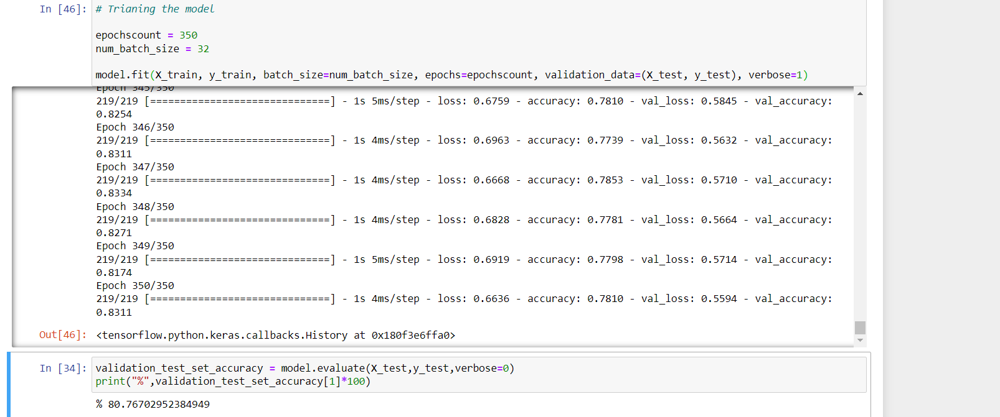 In [46]: # Trianing the model
epochscount = 350
num_batch_size = 32
model.fit(X_train, y_train, batch_size=num_batch_size, epochs=epochscount, validation_data=(X_test, y_test), verbose=1)
Epoch 345/350
219/219 [==============================] - 1s 5ms/step - loss: 0.6759 - accuracy: 0.7810 - val_loss: 0.5845 - val_accuracy:
0.8254
Epoch 346/350
219/219 [==============================] - 1s 4ms/step - loss: 0.6963 - accuracy: 0.7739 - val_loss: 0.5632 - val_accuracy:
0.8311
Epoch 347/350
219/219 [==============================] - 1s 4ms/step - loss: 0.6668 - accuracy: 0.7853 - val_loss: 0.5710 - val_accuracy:
0.8334
Epoch 348/350
219/219 [==============================] - 1s 4ms/step - loss: 0.6828 - accuracy: 0.7781 - val_loss: 0.5664 - val_accuracy:
0.8271
Epoch 349/350
219/219 [==============================] - 1s 5ms/step - loss: 0.6919 - accuracy: 0.7798 - val_loss: 0.5714 - val_accuracy:
0.8174
Epoch 350/350
219/219 [==============================] - 1s 4ms/step - loss: 0.6636 - accuracy: 0.7810 - val_loss: 0.5594 - val_accuracy:
0.8311
Out[46]: <tensorflow.python.keras.callbacks.History at 0x180f3e6ffa0>
In [34]: validation_test_set_accuracy = model.evaluate(X_test,y_test,verbose=0)
print("%",validation_test_set_accuracy[1]*100)
% 80.76702952384949